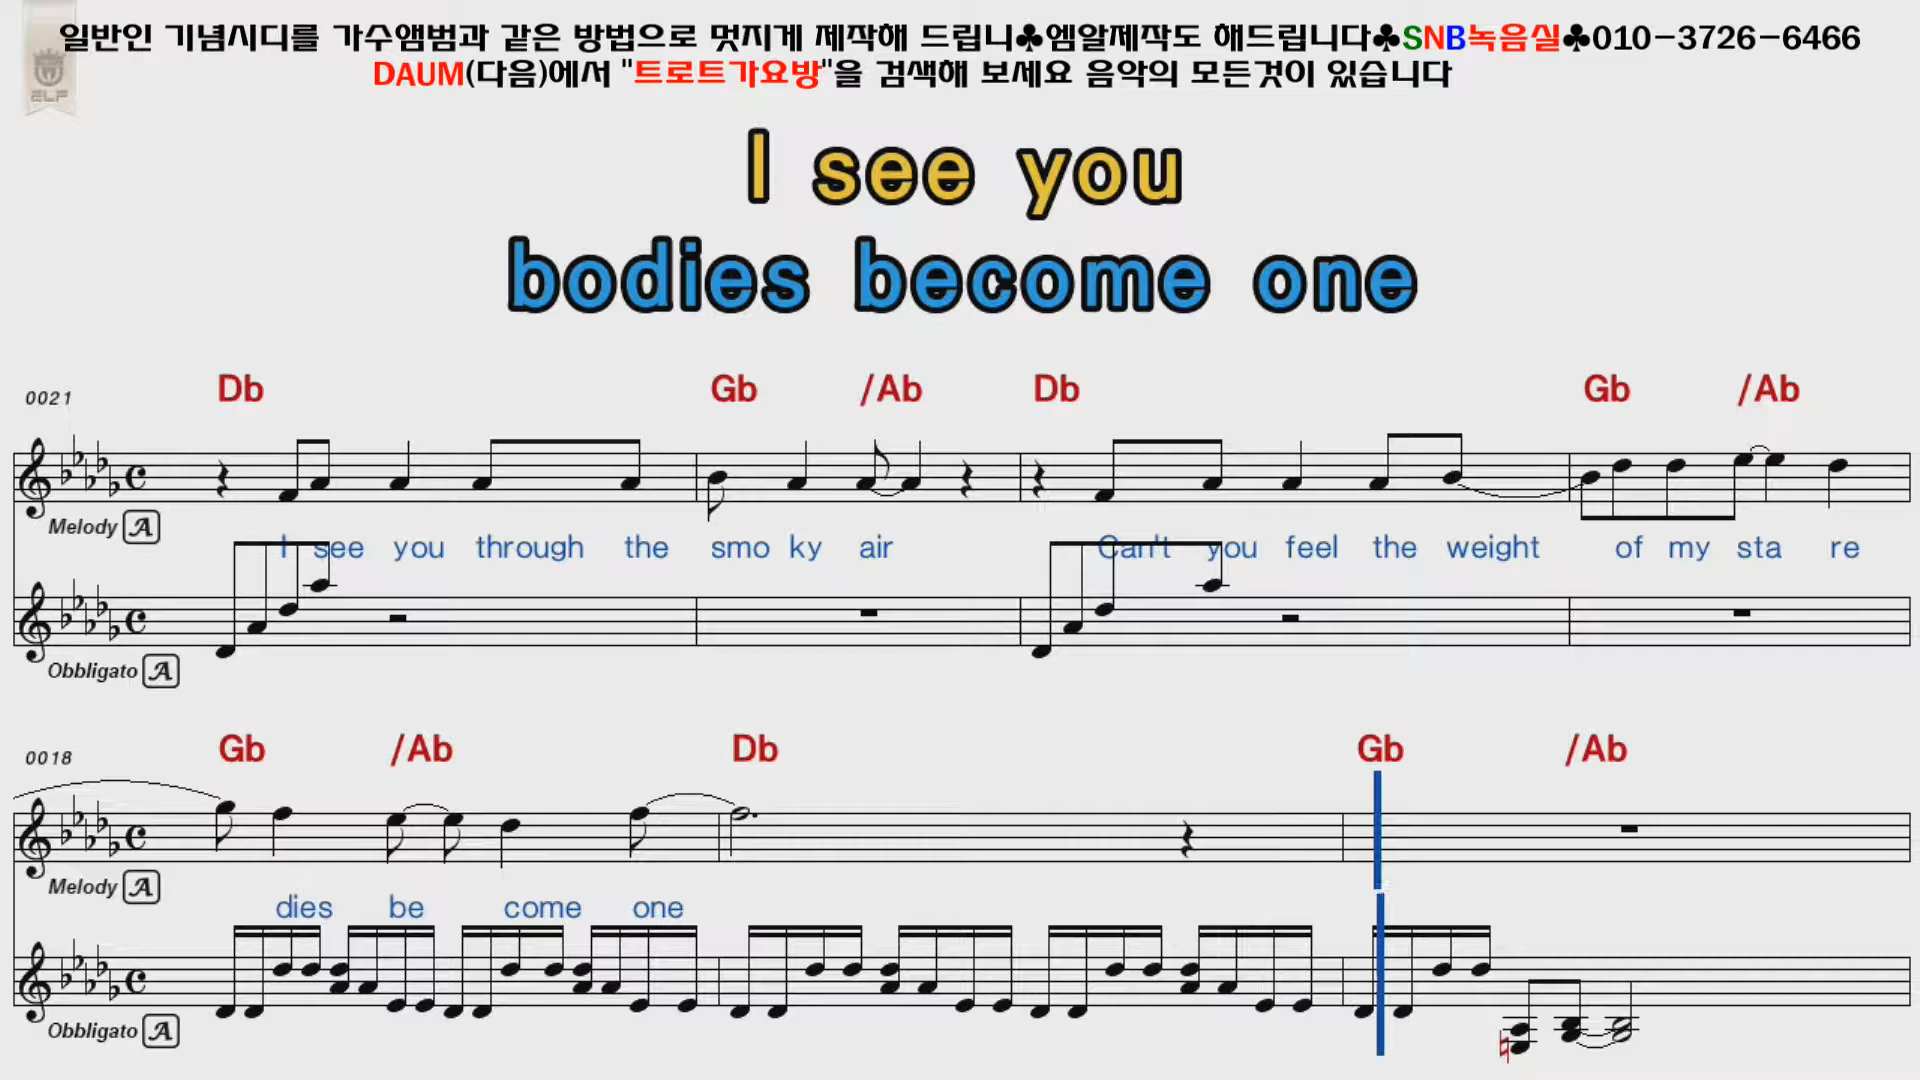 일반인 기념시디를 가수앰범과 같은 방법으로 멋지게 제작해 드립니♣엠알제작도 해드립니다♣SNB녹음실♣010-3726-6466
ELF
DAUM(다음)에서 "트로트가요방"을 검색해 보세요 음악의 모든것이 있습니다
I see you
bodies become one
0021 Db Gb /Ab Db Gb /Ab
Melody A
I see you through the smo ky air Can't you feel the weight of my sta re
Obbligato A
0018 Gb /Ab Db Gb /Ab
Melody A
dies be come one
Obbligato A